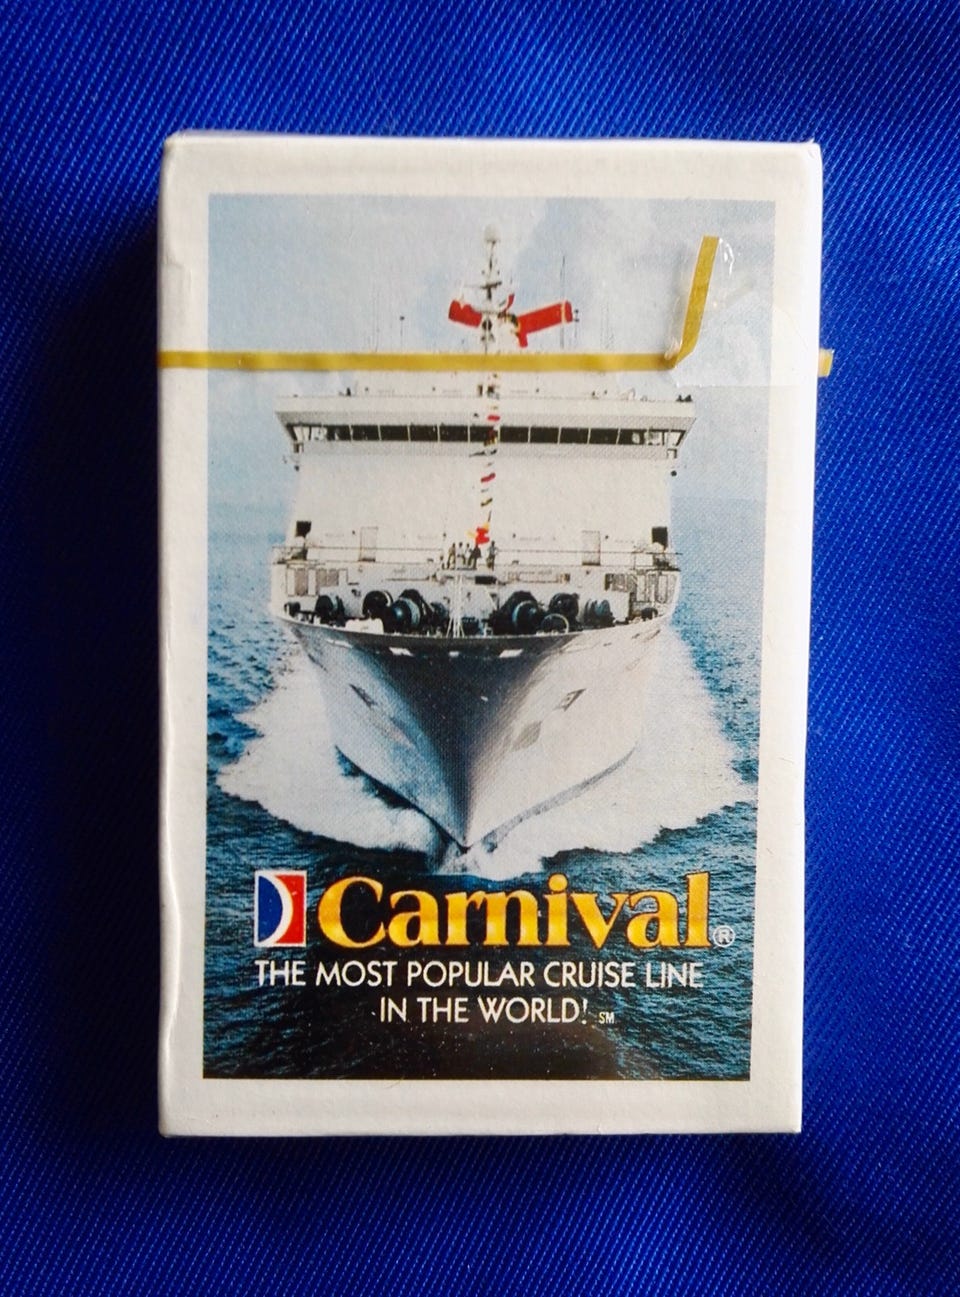 Carnival®
THE MOST POPULAR CRUISE LINE
IN THE WORLD! SM